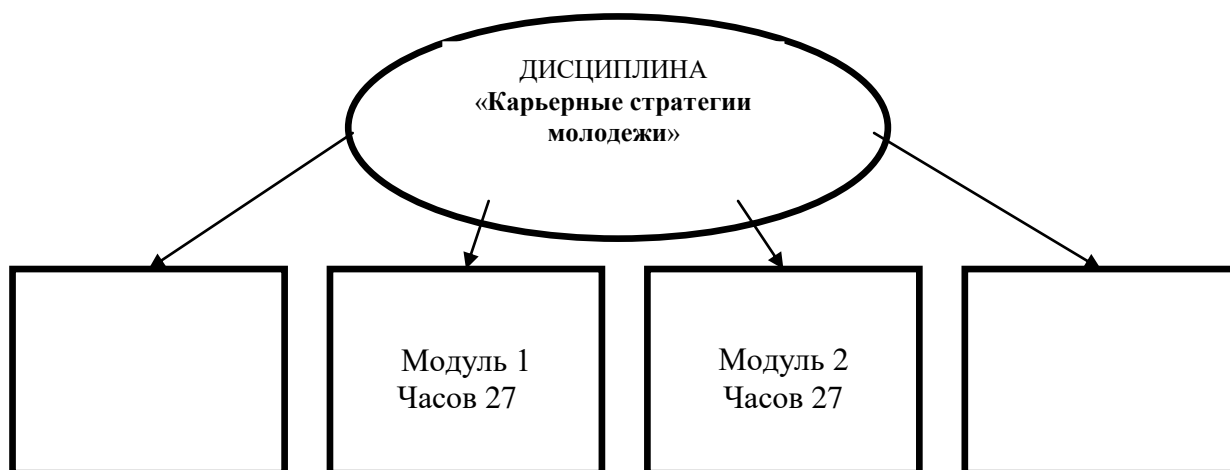 ДИСЦИПЛИНА
«Карьерные стратегии
молодежи»
Модуль 1
Часов 27
Модуль 2
Часов 27